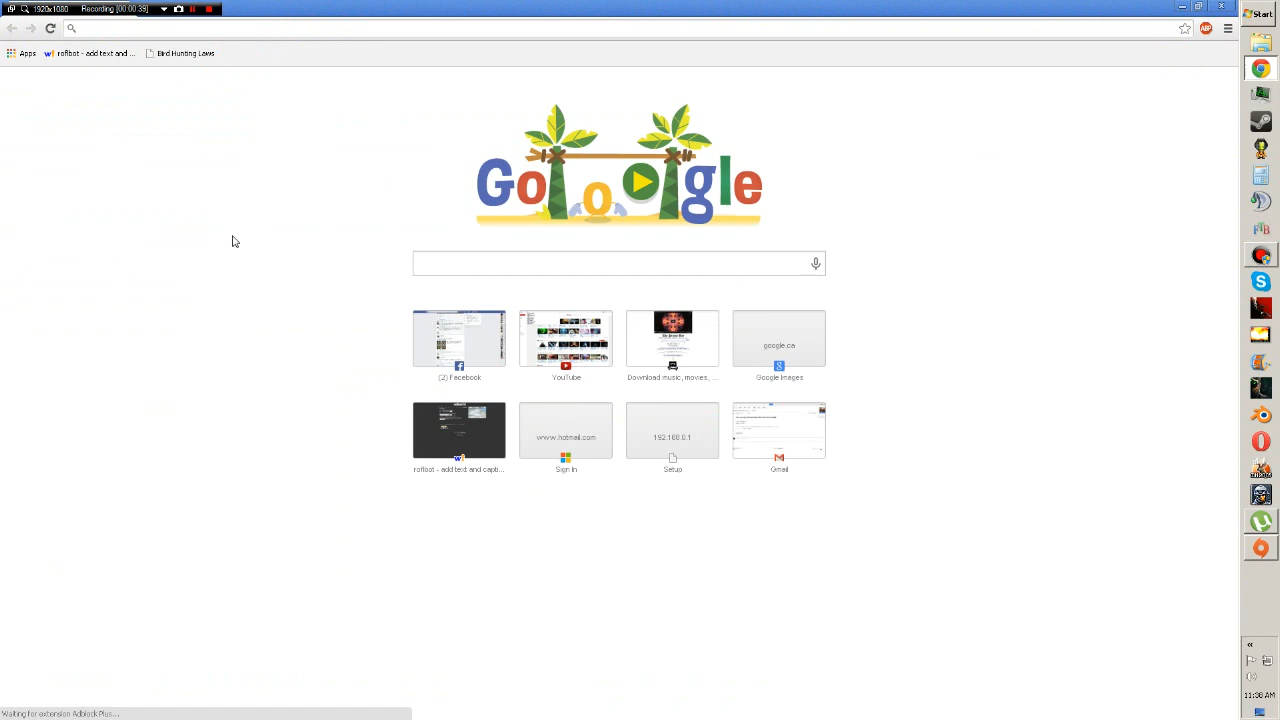 1920x1080 Recording [00:00:39]
Start
Apps roflbot - add text and ... Bird Hunting Laws
Google
google.ca
(2) Facebook YouTube Download music, movies, ... Google Images
www.hotmail.com 192.168.0.1
roflbot - add text and capti... Sign In Setup Gmail
11:38 AM
Waiting for extension Adblock Plus...